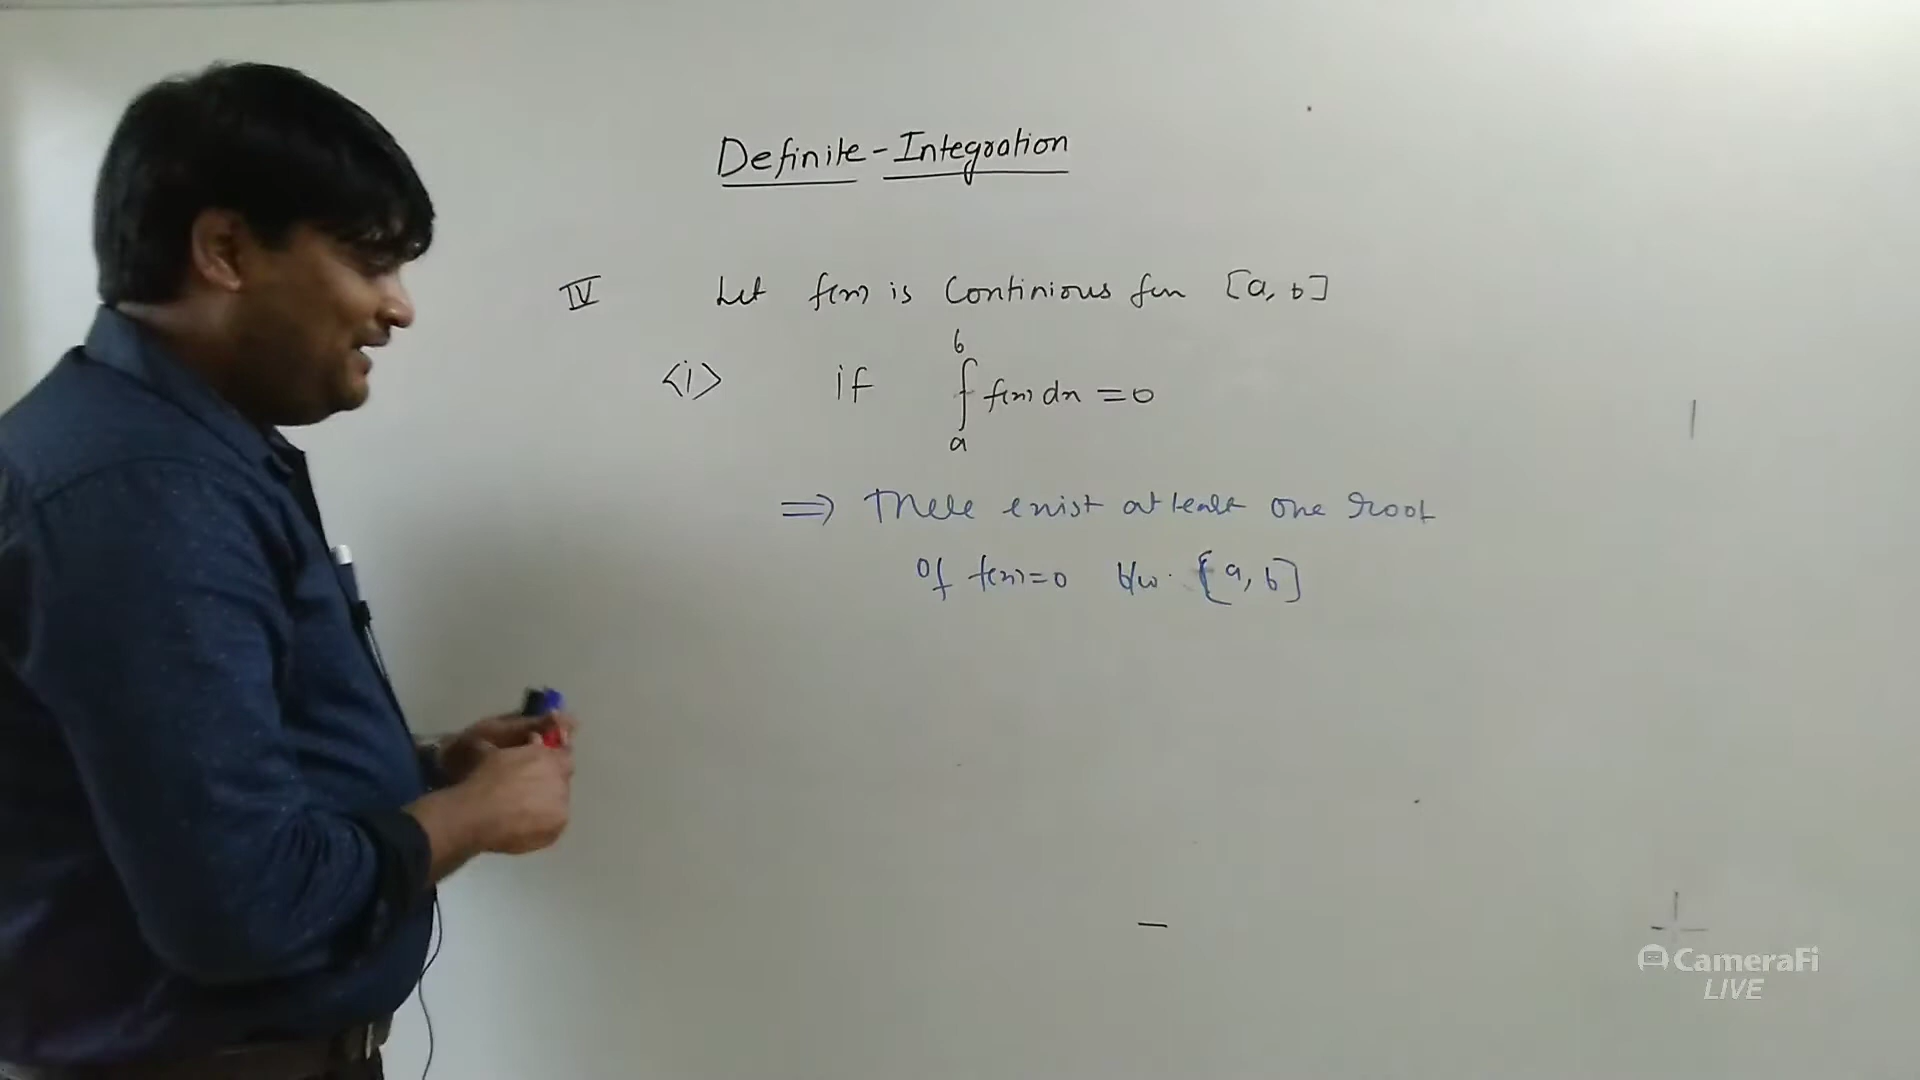 Definite-Integration
IV Let f(x) is Continious fun [a, b]
<i> if ∫ₐᵇ f(x) dx = 0
⇒ There exist at least one root
Of f(x)=0 b/w. [a, b]
CameraFi
LIVE